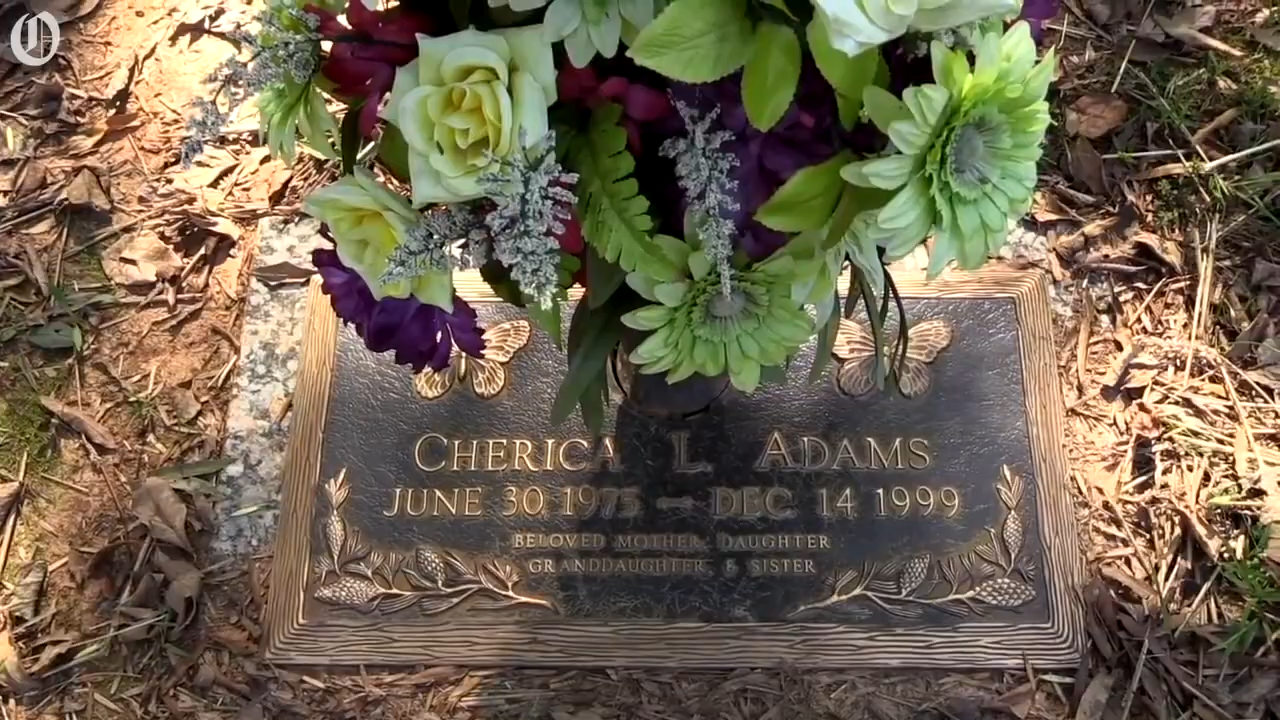 O
CHERICA L. ADAMS
JUNE 30 1975 — DEC 14 1999
BELOVED MOTHER, DAUGHTER
GRANDDAUGHTER & SISTER